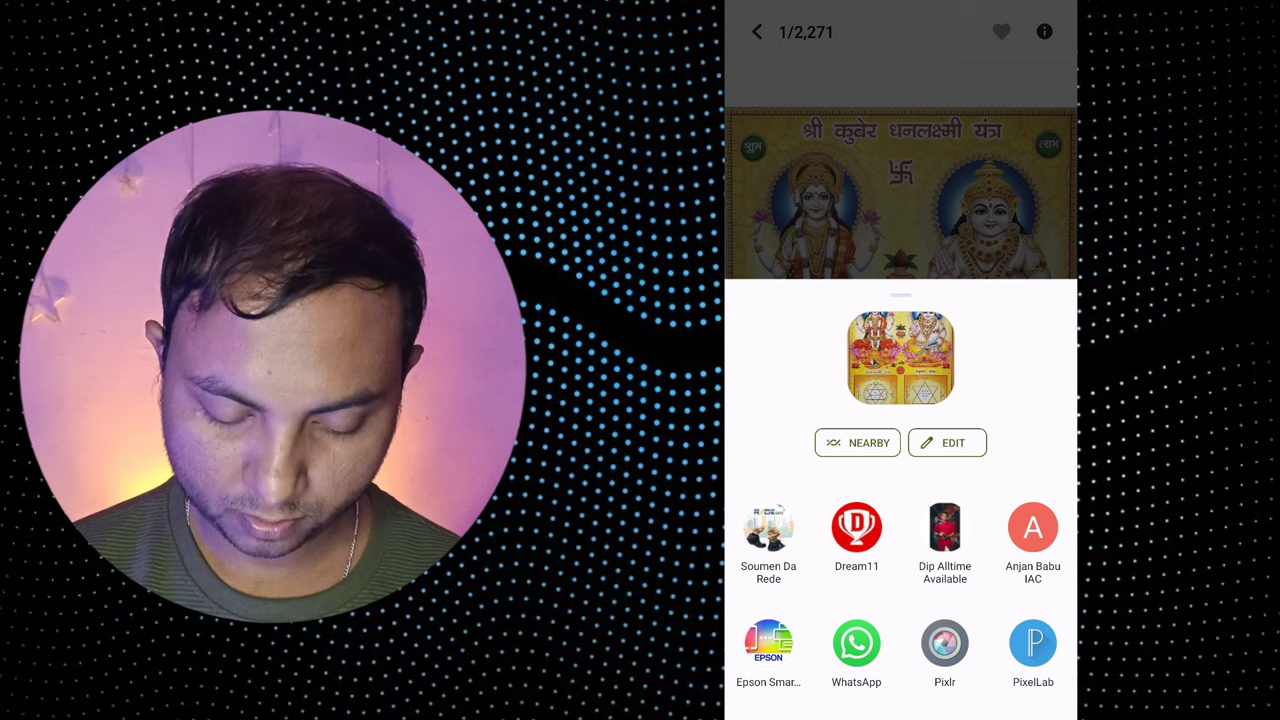 1/2,271
श्री कुबेर धनलक्ष्मी यंत्र
शुभ
लाभ
NEARBY
EDIT
Soumen Da
Rede
Dream11
Dip Alltime
Available
A
Anjan Babu
IAC
EPSON
Epson Smar...
WhatsApp
Pixlr
PixelLab